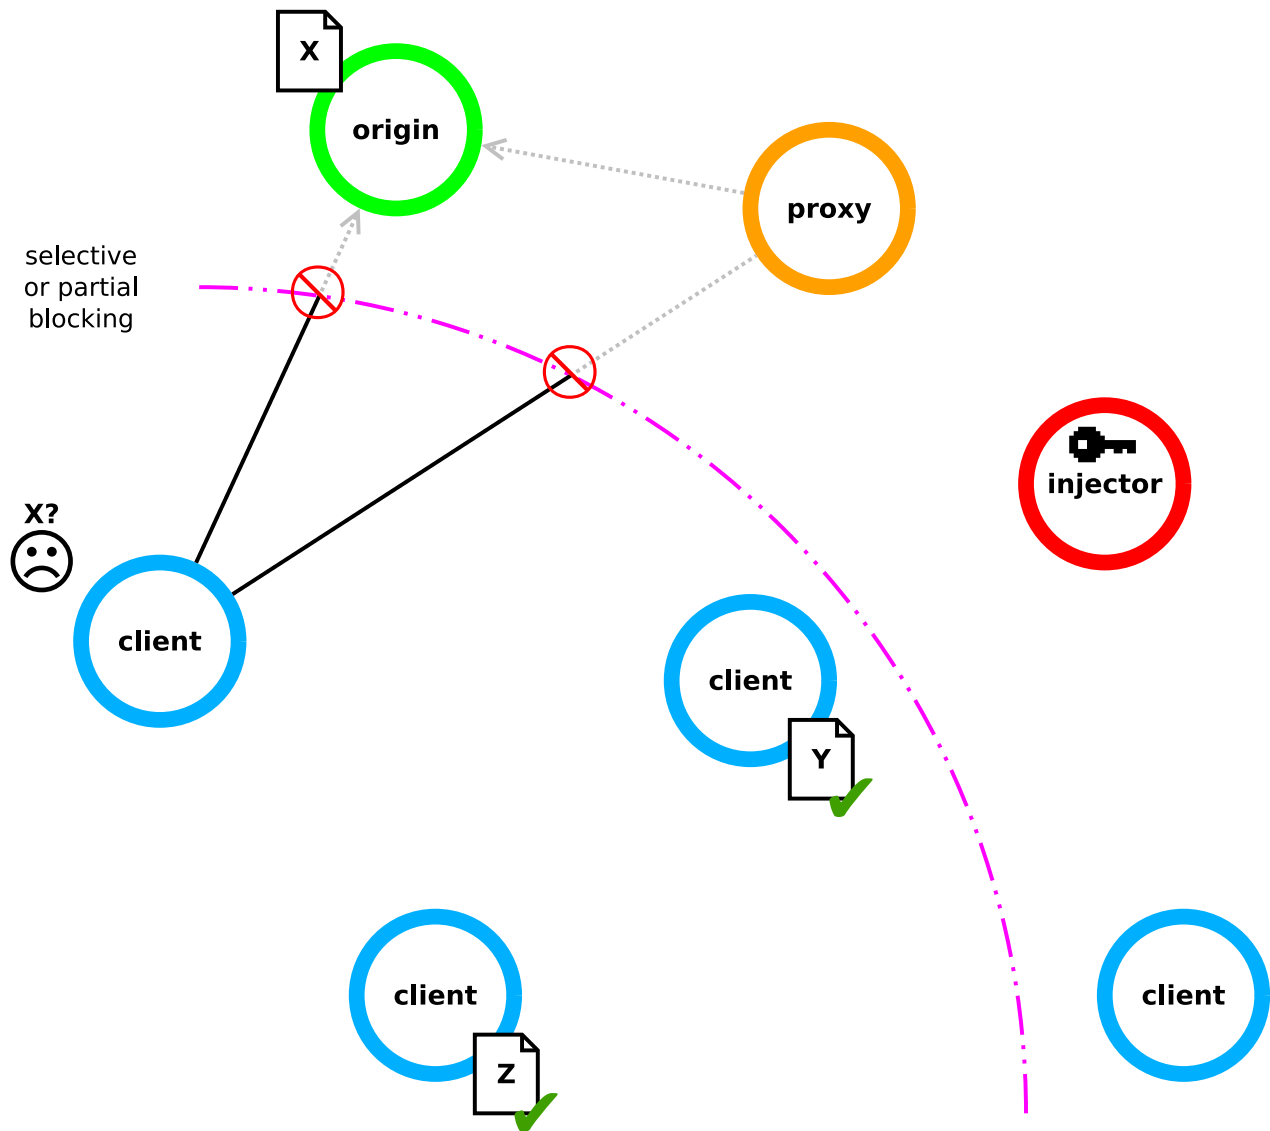 X
origin
proxy
selective
or partial
blocking
injector
X?
client
client
Y
client
client
Z